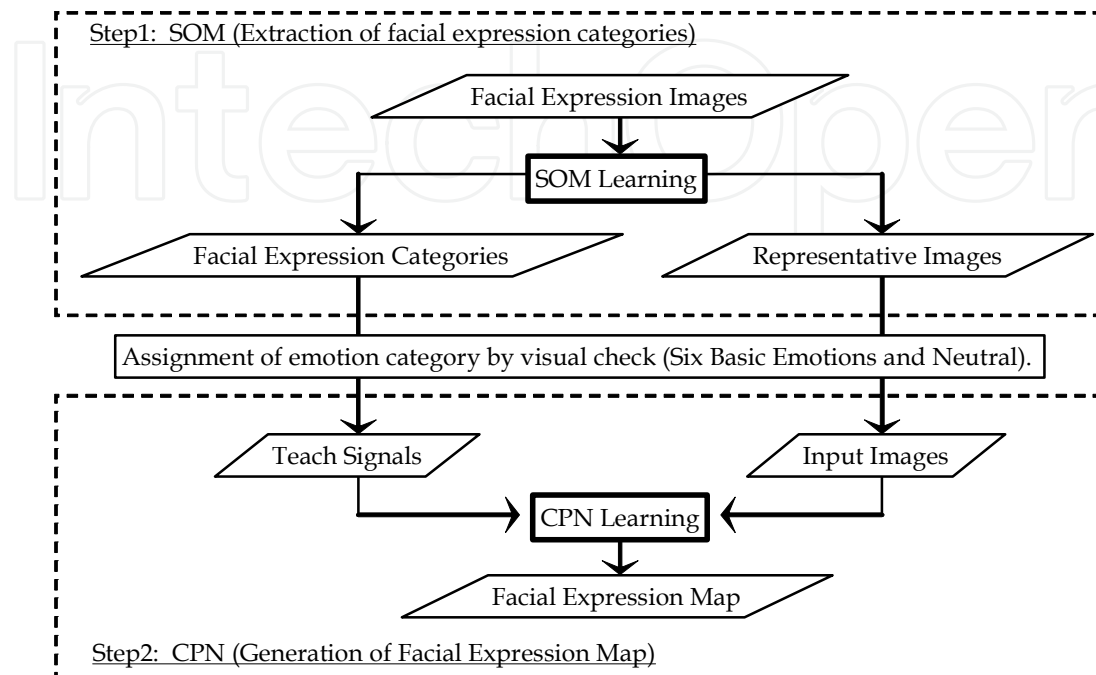 Step1: SOM (Extraction of facial expression categories)
IntechOpen
Facial Expression Images
SOM Learning
Facial Expression Categories
Representative Images
Assignment of emotion category by visual check (Six Basic Emotions and Neutral).
Teach Signals
Input Images
CPN Learning
Facial Expression Map
Step2: CPN (Generation of Facial Expression Map)